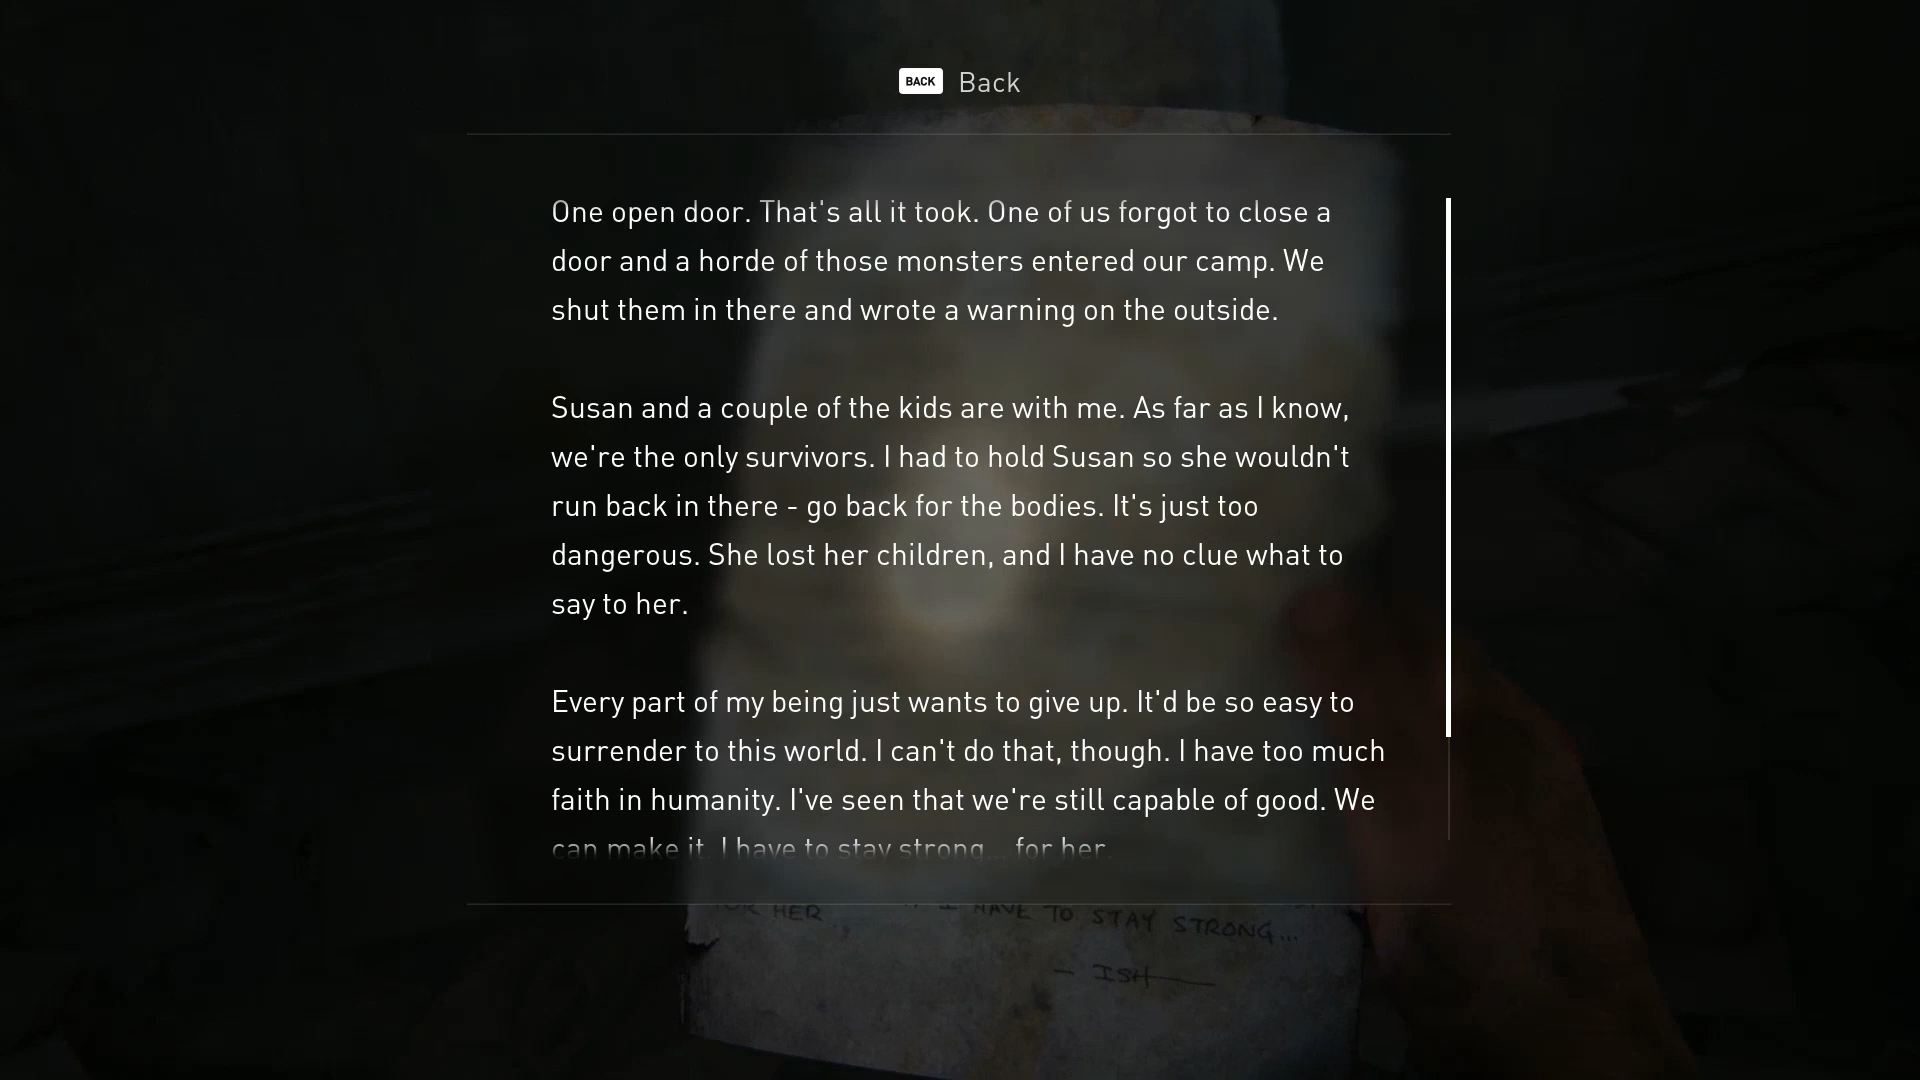 BACK Back
One open door. That's all it took. One of us forgot to close a
door and a horde of those monsters entered our camp. We
shut them in there and wrote a warning on the outside.
Susan and a couple of the kids are with me. As far as I know,
we're the only survivors. I had to hold Susan so she wouldn't
run back in there - go back for the bodies. It's just too
dangerous. She lost her children, and I have no clue what to
say to her.
Every part of my being just wants to give up. It'd be so easy to
surrender to this world. I can't do that, though. I have too much
faith in humanity. I've seen that we're still capable of good. We
can make it. I have to stay strong... for her.
I HAVE TO STAY STRONG...
FOR HER
- ISH